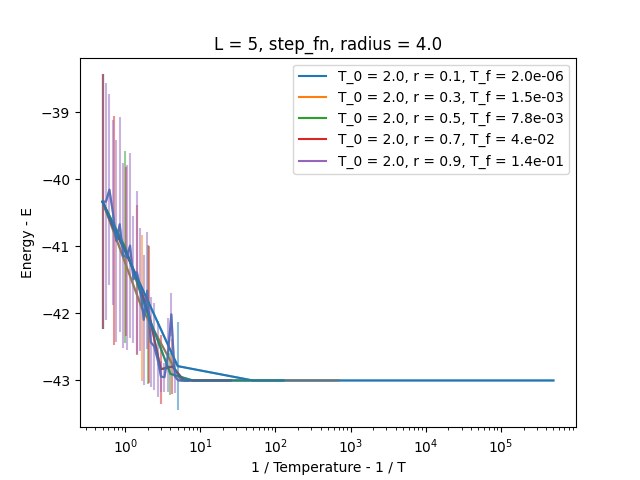 L = 5, step_fn, radius = 4.0
T_0 = 2.0, r = 0.1, T_f = 2.0e-06
T_0 = 2.0, r = 0.3, T_f = 1.5e-03
T_0 = 2.0, r = 0.5, T_f = 7.8e-03
T_0 = 2.0, r = 0.7, T_f = 4.e-02
T_0 = 2.0, r = 0.9, T_f = 1.4e-01
Energy - E
−39
−40
−41
−42
−43
10⁰ 10¹ 10² 10³ 10⁴ 10⁵
1 / Temperature - 1 / T